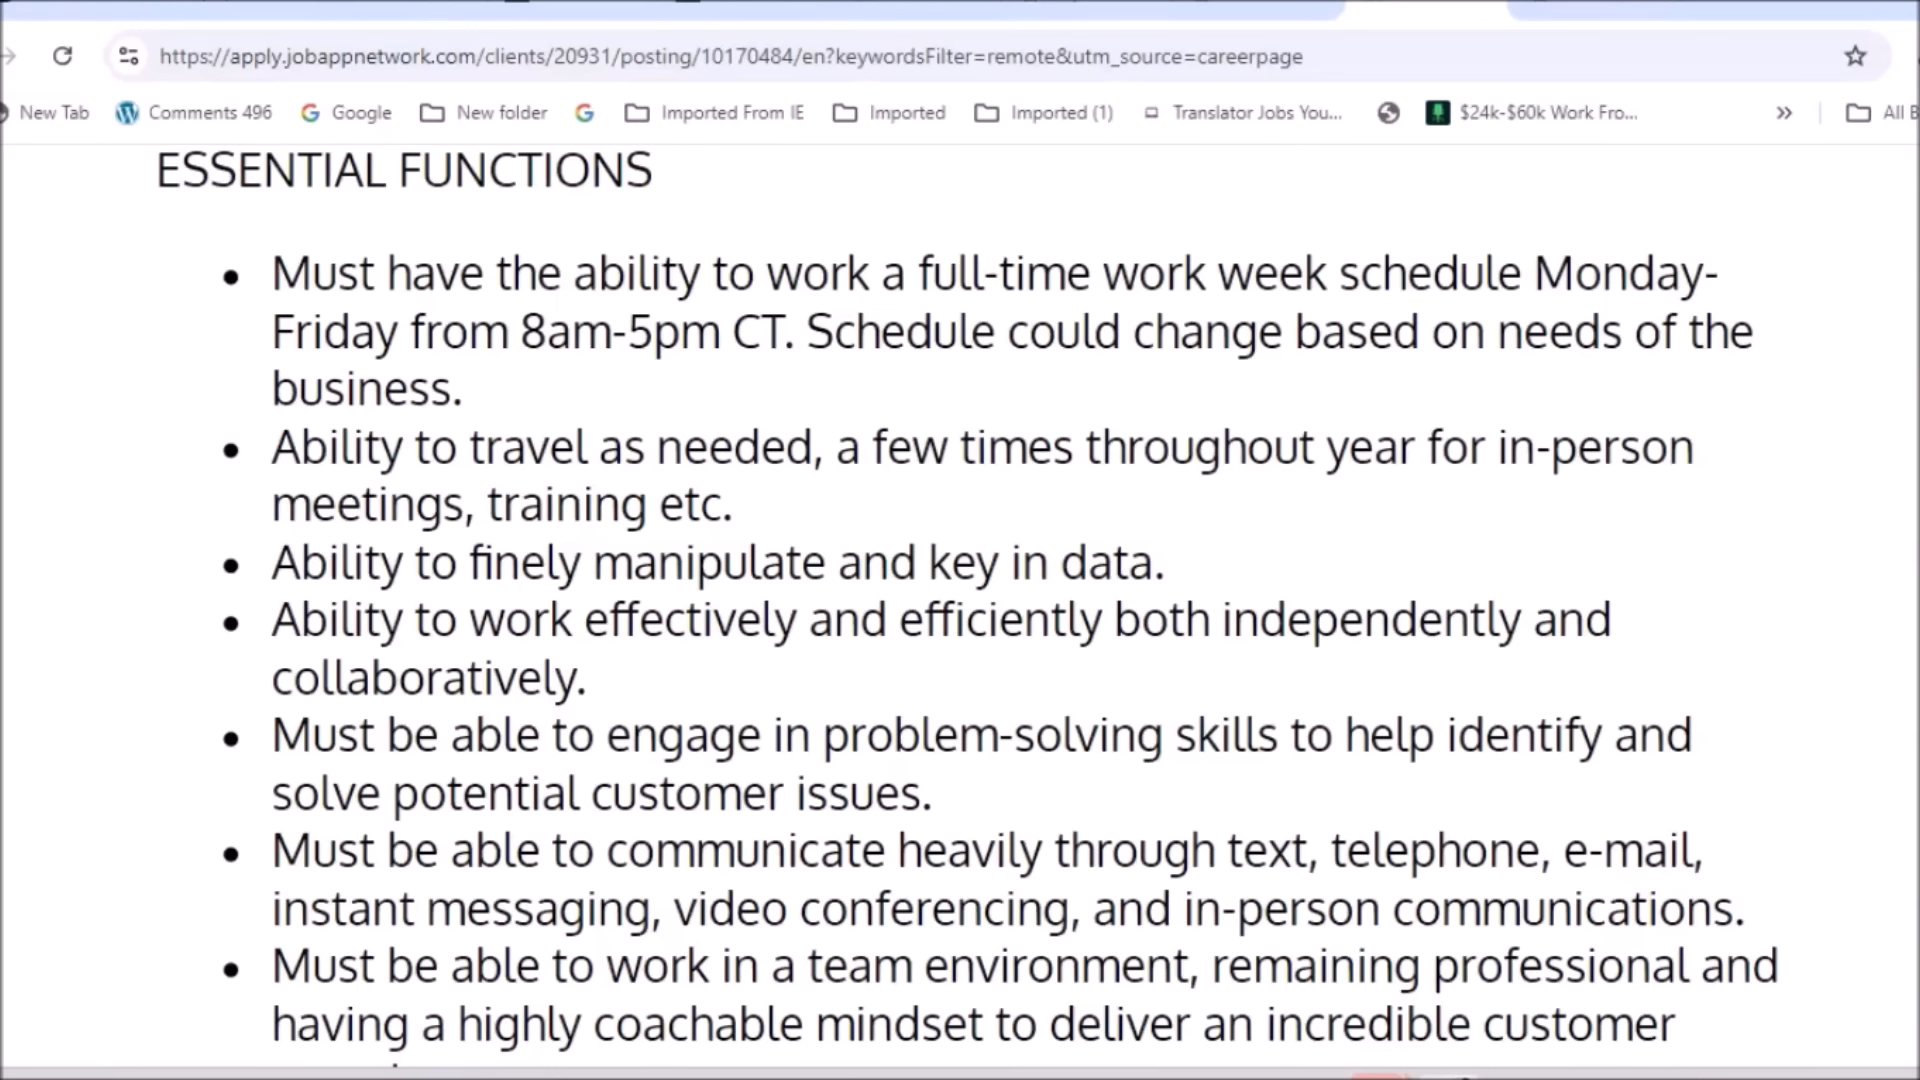 https://apply.jobappnetwork.com/clients/20931/posting/10170484/en?keywordsFilter=remote&utm_source=careerpage
New Tab Comments 496 Google New folder Imported From IE Imported Imported (1) Translator Jobs You... $24k-$60k Work Fro... » All B
ESSENTIAL FUNCTIONS
• Must have the ability to work a full-time work week schedule Monday-
Friday from 8am-5pm CT. Schedule could change based on needs of the
business.
• Ability to travel as needed, a few times throughout year for in-person
meetings, training etc.
• Ability to finely manipulate and key in data.
• Ability to work effectively and efficiently both independently and
collaboratively.
• Must be able to engage in problem-solving skills to help identify and
solve potential customer issues.
• Must be able to communicate heavily through text, telephone, e-mail,
instant messaging, video conferencing, and in-person communications.
• Must be able to work in a team environment, remaining professional and
having a highly coachable mindset to deliver an incredible customer